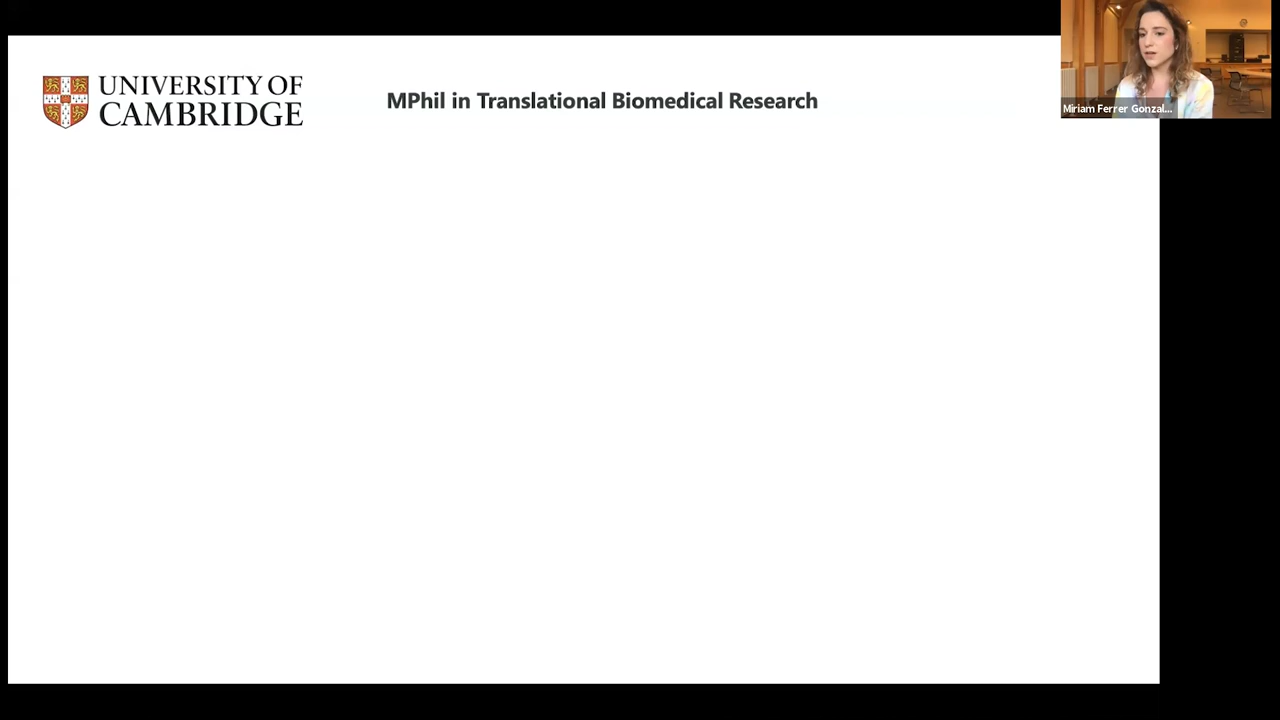 UNIVERSITY OF
CAMBRIDGE
MPhil in Translational Biomedical Research
Miriam Ferrer Gonzal...